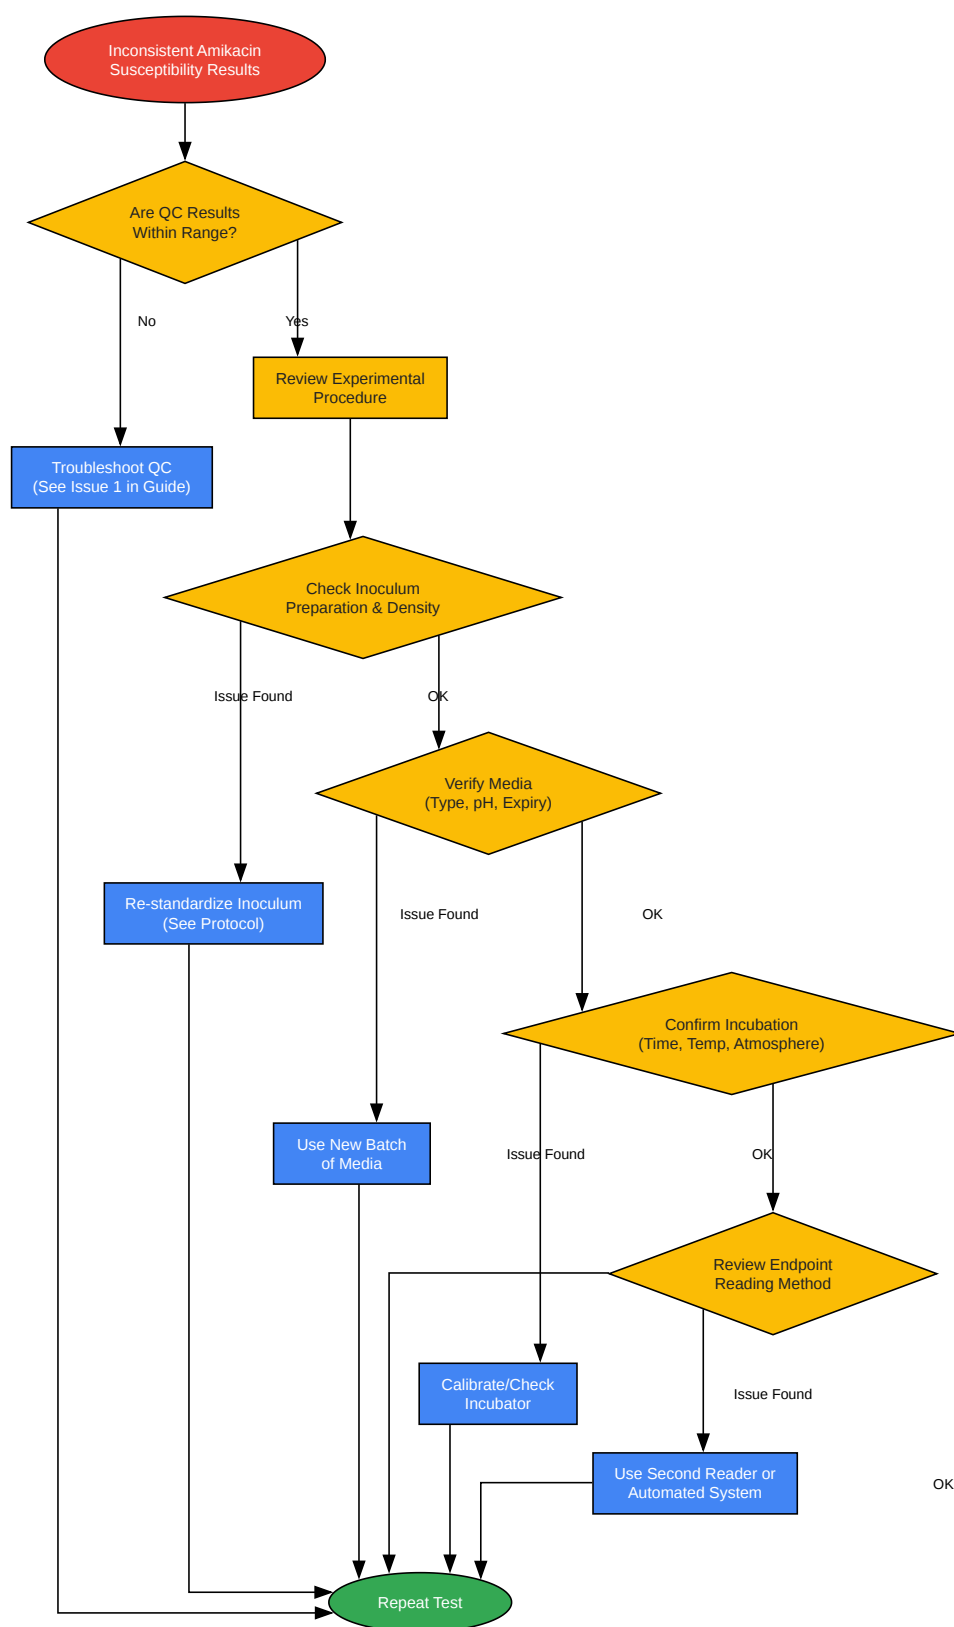 Inconsistent Amikacin
Susceptibility Results
Are QC Results
Within Range?
No
Yes
Review Experimental
Procedure
Troubleshoot QC
(See Issue 1 in Guide)
Check Inoculum
Preparation & Density
Issue Found
OK
Verify Media
(Type, pH, Expiry)
Re-standardize Inoculum
(See Protocol)
Issue Found
OK
Confirm Incubation
(Time, Temp, Atmosphere)
Use New Batch
of Media
Issue Found
OK
Review Endpoint
Reading Method
Calibrate/Check
Incubator
Issue Found
Use Second Reader or
Automated System
OK
Repeat Test